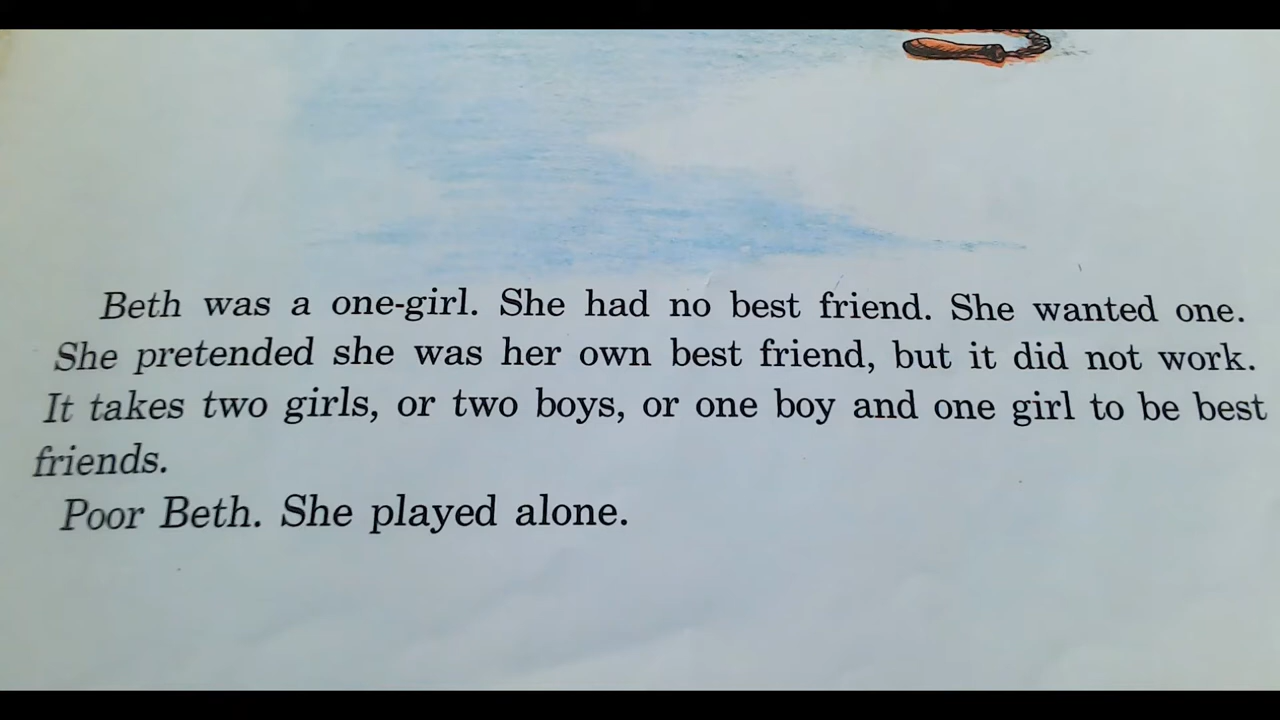 Beth was a one-girl. She had no best friend. She wanted one.
She pretended she was her own best friend, but it did not work.
It takes two girls, or two boys, or one boy and one girl to be best
friends.
Poor Beth. She played alone.